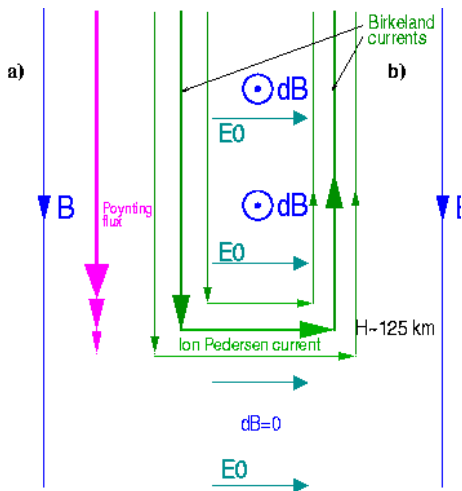 Birkeland
currents
a)
b)
dB
E0
B
Poynting
flux
dB
B
E0
H~125 km
Ion Pedersen current
dB=0
E0